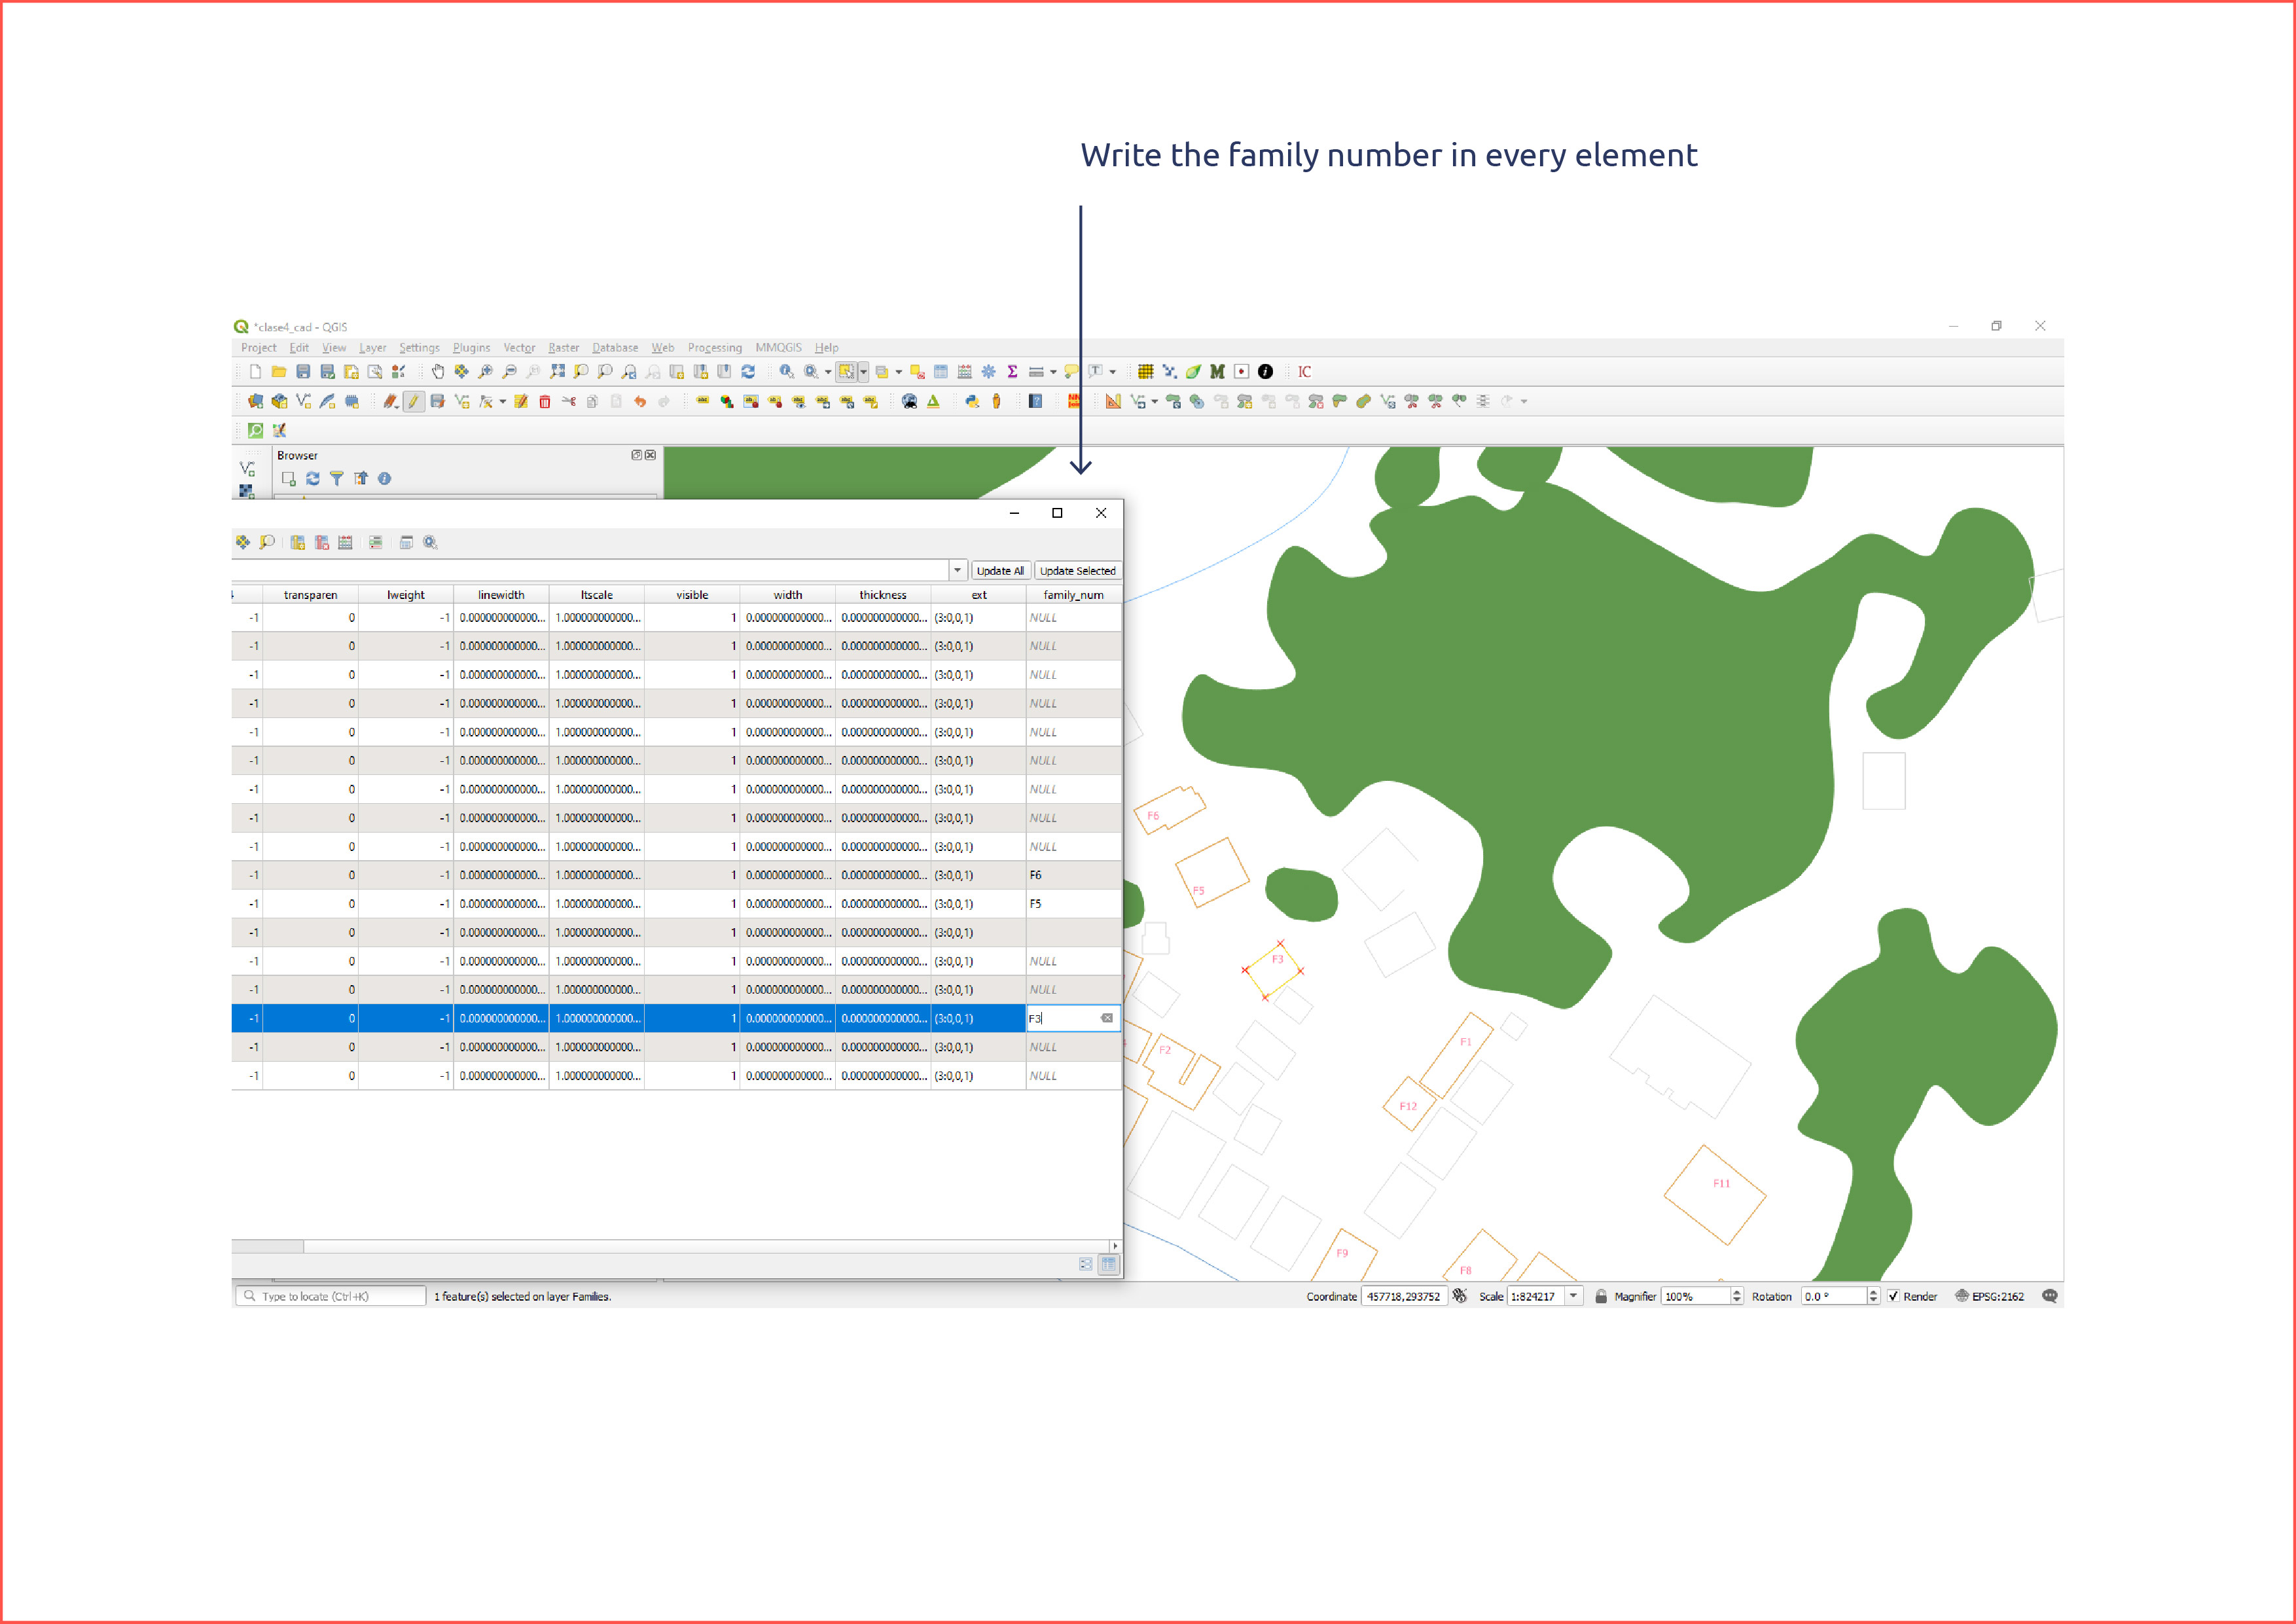 Write the family number in every element
*clase4_cad - QGIS
Project Edit View Layer Settings Plugins Vector Raster Database Web Processing MMQGIS Help
IC
Browser
Update All Update Selected
transparen lweight linewidth ltscale visible width thickness ext family_num
-1 0 -1 0.000000000000... 1.000000000000... 1 0.000000000000... 0.000000000000... (3:0,0,1) NULL
-1 0 -1 0.000000000000... 1.000000000000... 1 0.000000000000... 0.000000000000... (3:0,0,1) NULL
-1 0 -1 0.000000000000... 1.000000000000... 1 0.000000000000... 0.000000000000... (3:0,0,1) NULL
-1 0 -1 0.000000000000... 1.000000000000... 1 0.000000000000... 0.000000000000... (3:0,0,1) NULL
-1 0 -1 0.000000000000... 1.000000000000... 1 0.000000000000... 0.000000000000... (3:0,0,1) NULL
-1 0 -1 0.000000000000... 1.000000000000... 1 0.000000000000... 0.000000000000... (3:0,0,1) NULL
-1 0 -1 0.000000000000... 1.000000000000... 1 0.000000000000... 0.000000000000... (3:0,0,1) NULL
-1 0 -1 0.000000000000... 1.000000000000... 1 0.000000000000... 0.000000000000... (3:0,0,1) NULL
-1 0 -1 0.000000000000... 1.000000000000... 1 0.000000000000... 0.000000000000... (3:0,0,1) NULL
-1 0 -1 0.000000000000... 1.000000000000... 1 0.000000000000... 0.000000000000... (3:0,0,1) F6
-1 0 -1 0.000000000000... 1.000000000000... 1 0.000000000000... 0.000000000000... (3:0,0,1) F5
-1 0 -1 0.000000000000... 1.000000000000... 1 0.000000000000... 0.000000000000... (3:0,0,1)
-1 0 -1 0.000000000000... 1.000000000000... 1 0.000000000000... 0.000000000000... (3:0,0,1) NULL
-1 0 -1 0.000000000000... 1.000000000000... 1 0.000000000000... 0.000000000000... (3:0,0,1) NULL
-1 0 -1 0.000000000000... 1.000000000000... 1 0.000000000000... 0.000000000000... (3:0,0,1) F3
-1 0 -1 0.000000000000... 1.000000000000... 1 0.000000000000... 0.000000000000... (3:0,0,1) NULL
-1 0 -1 0.000000000000... 1.000000000000... 1 0.000000000000... 0.000000000000... (3:0,0,1) NULL
F6
F5
F3
F2
F1
F12
F11
F9
F8
Type to locate (Ctrl+K) 1 feature(s) selected on layer Families. Coordinate 457718,293752 Scale 1:824217 Magnifier 100% Rotation 0.0 ° Render EPSG:2162